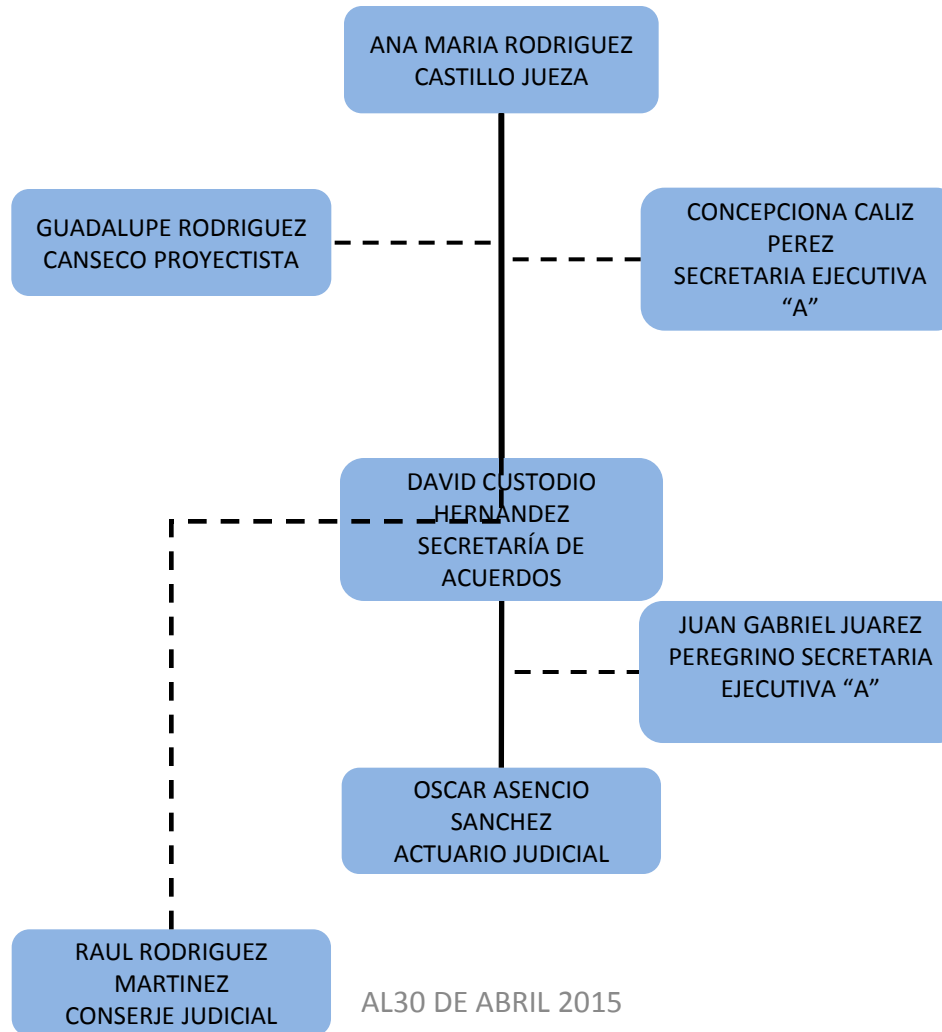 ANA MARIA RODRIGUEZ
CASTILLO JUEZA
GUADALUPE RODRIGUEZ
CANSECO PROYECTISTA
CONCEPCIONA CALIZ
PEREZ
SECRETARIA EJECUTIVA
“A”
DAVID CUSTODIO
HERNANDEZ
SECRETARÍA DE
ACUERDOS
JUAN GABRIEL JUAREZ
PEREGRINO SECRETARIA
EJECUTIVA “A”
OSCAR ASENCIO
SANCHEZ
ACTUARIO JUDICIAL
RAUL RODRIGUEZ
MARTINEZ
CONSERJE JUDICIAL
AL30 DE ABRIL 2015